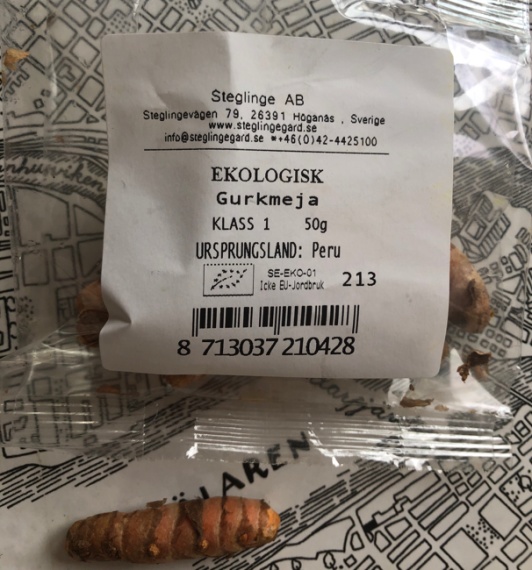 Steglinge AB
Steglingevägen 79, 26391 Höganäs , Sverige
www.steglingegard.se
info@steglingegard.se ☎+46(0)42-4425100
EKOLOGISK
Gurkmeja
KLASS 1 50g
URSPRUNGSLAND: Peru
SE-EKO-01
Icke EU-Jordbruk 213
8 713037 210428